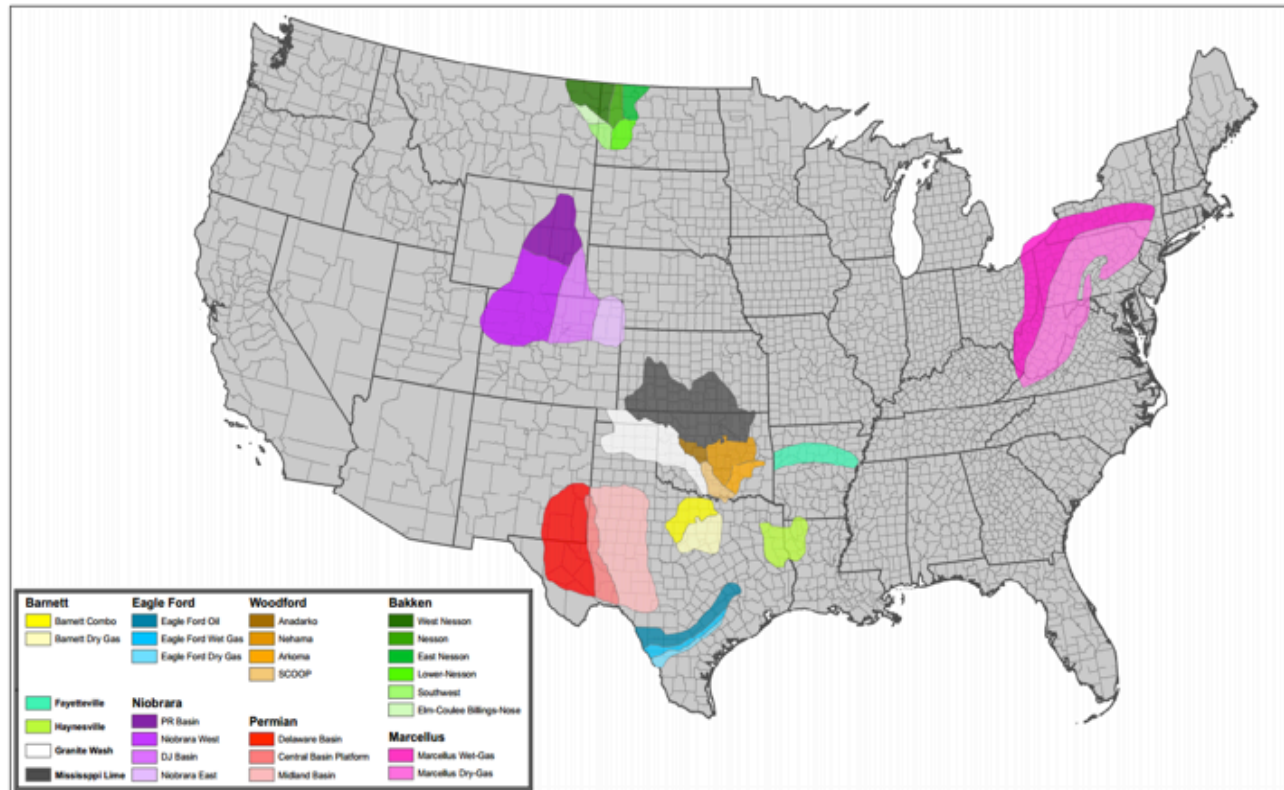 Barnett
Barnett Combo
Barnett Dry Gas
Fayetteville
Haynesville
Granite Wash
Mississppi Lime
Eagle Ford
Eagle Ford Oil
Eagle Ford Wet Gas
Eagle Ford Dry Gas
Niobrara
PR Basin
Niobrara West
DJ Basin
Niobrara East
Woodford
Anadarko
Nehama
Arkoma
SCOOP
Permian
Delaware Basin
Central Basin Platform
Midland Basin
Bakken
West Nesson
Nesson
East Nesson
Lower-Nesson
Southwest
Elm-Coulee Billings-Nose
Marcellus
Marcellus Wet-Gas
Marcellus Dry-Gas